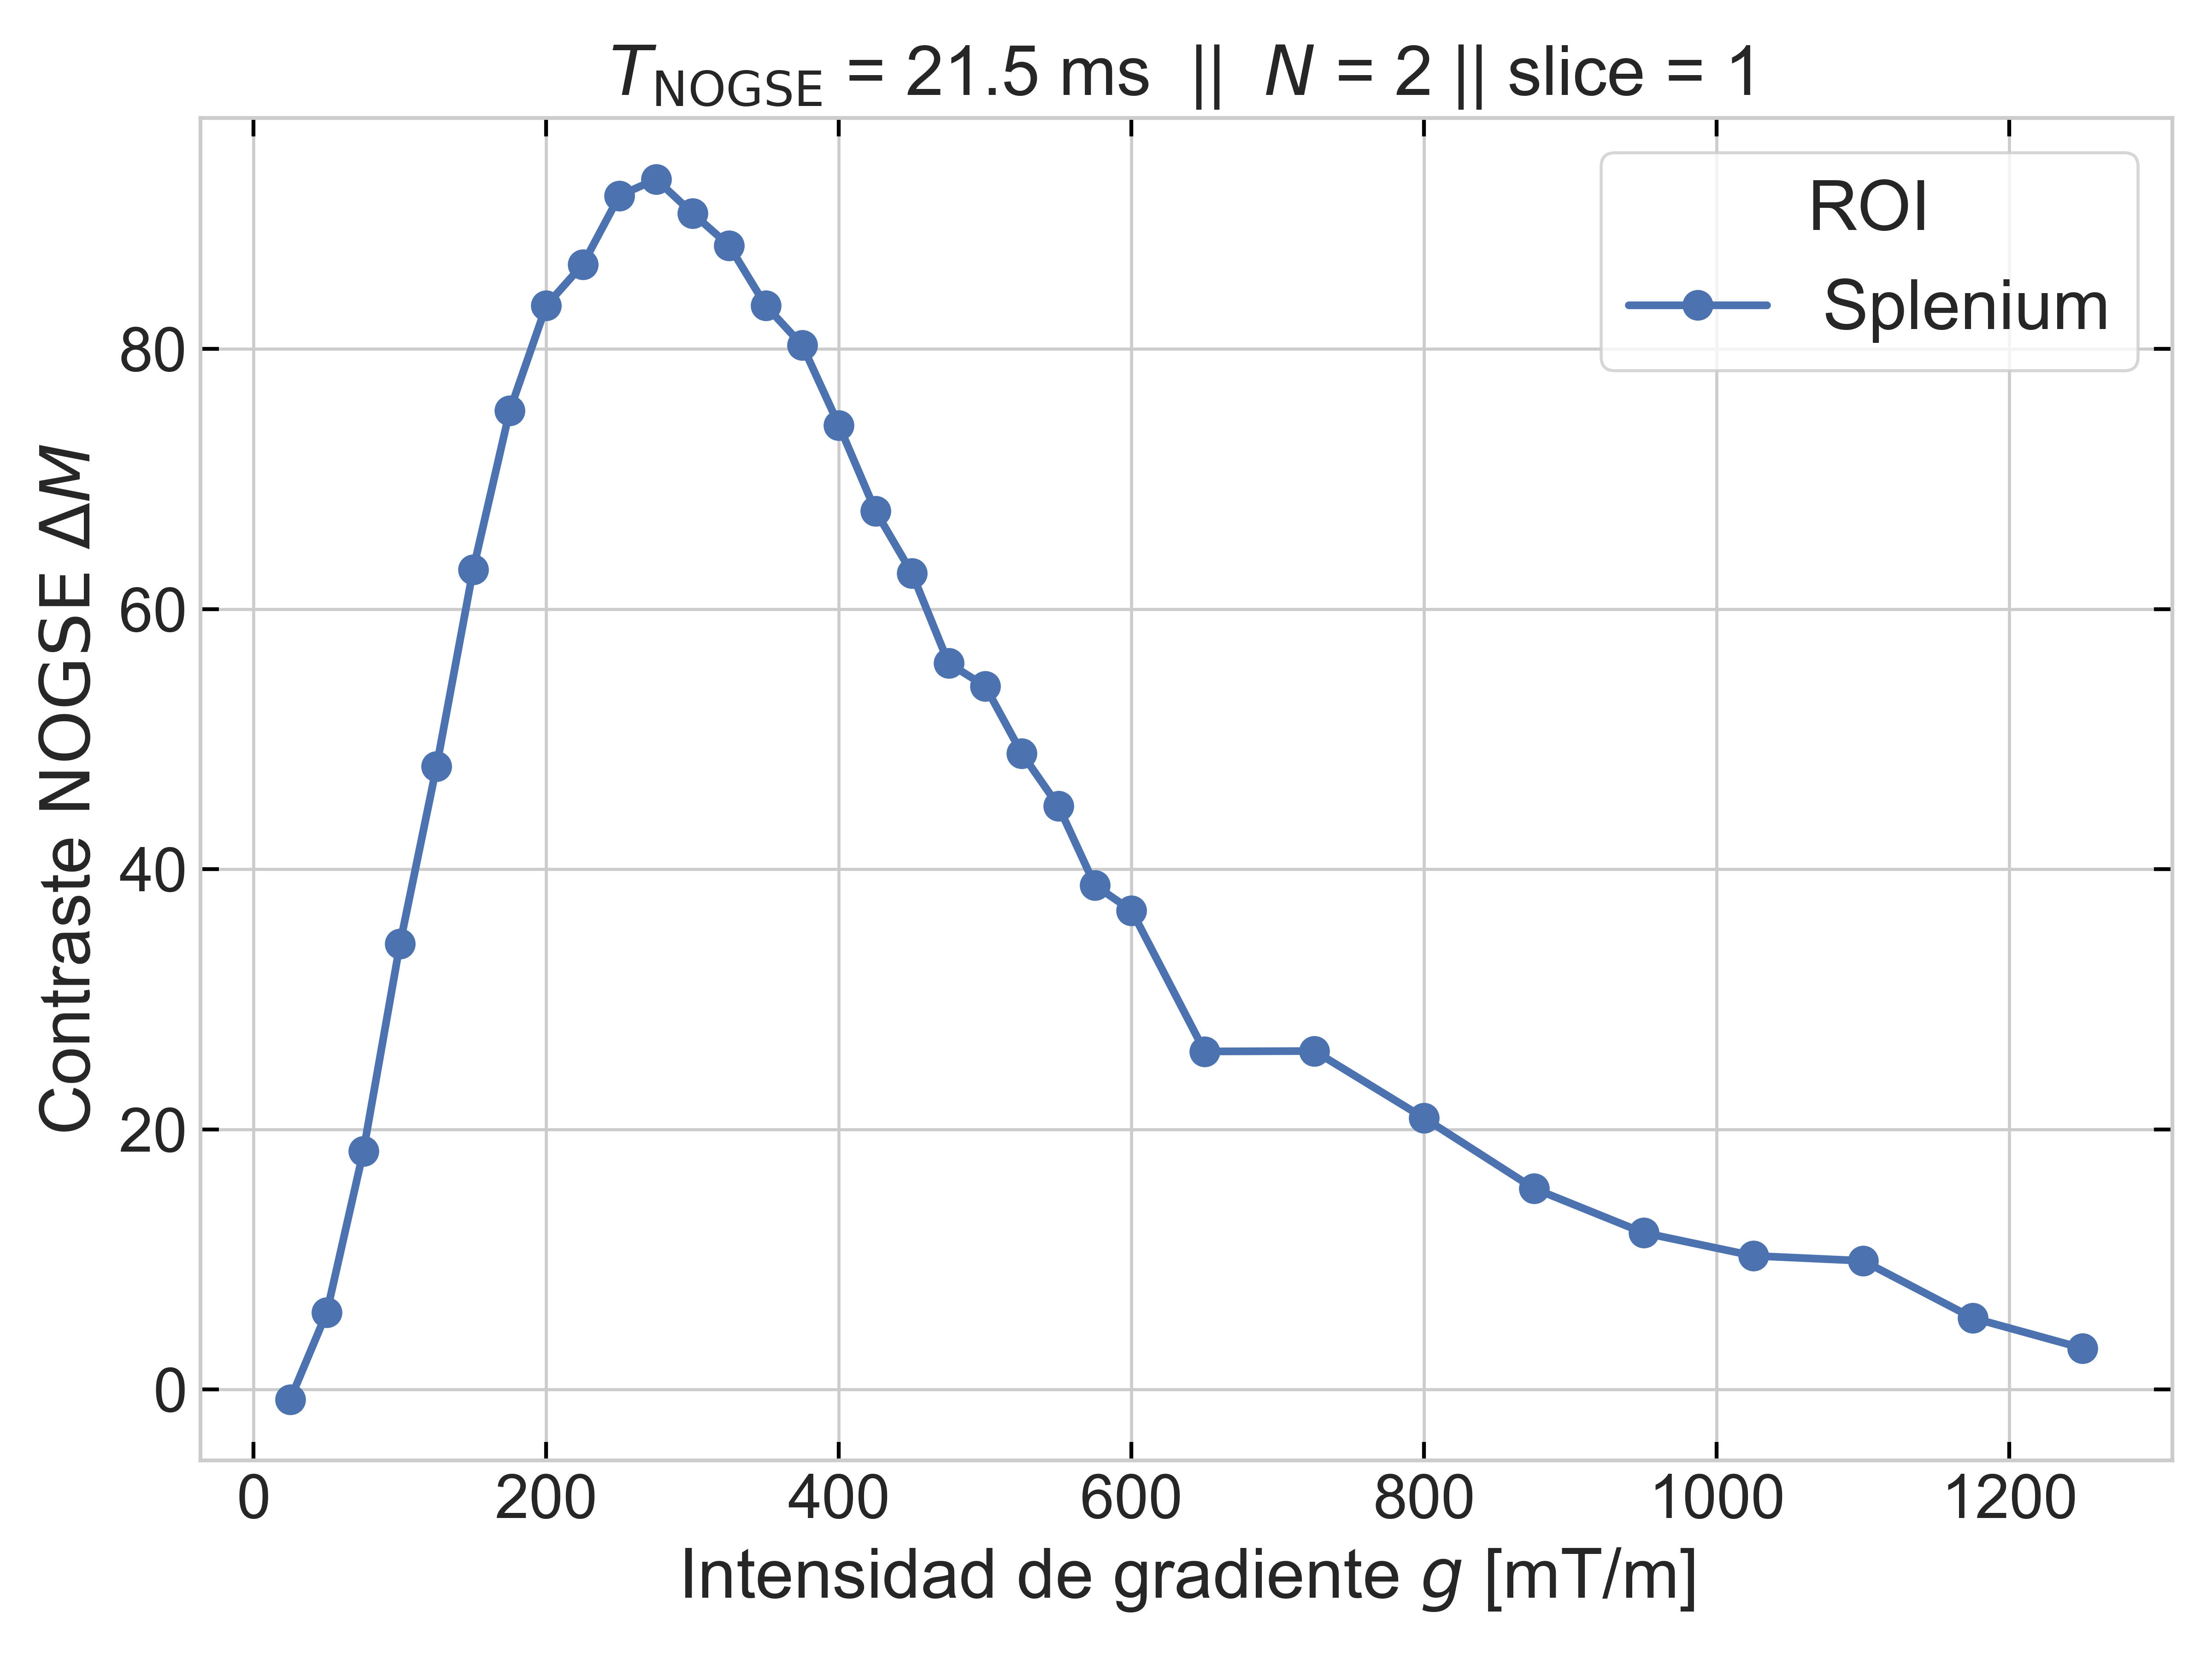 T_NOGSE = 21.5 ms || N = 2 || slice = 1
ROI
Splenium
Contraste NOGSE ΔM
80
60
40
20
0
0 200 400 600 800 1000 1200
Intensidad de gradiente g [mT/m]